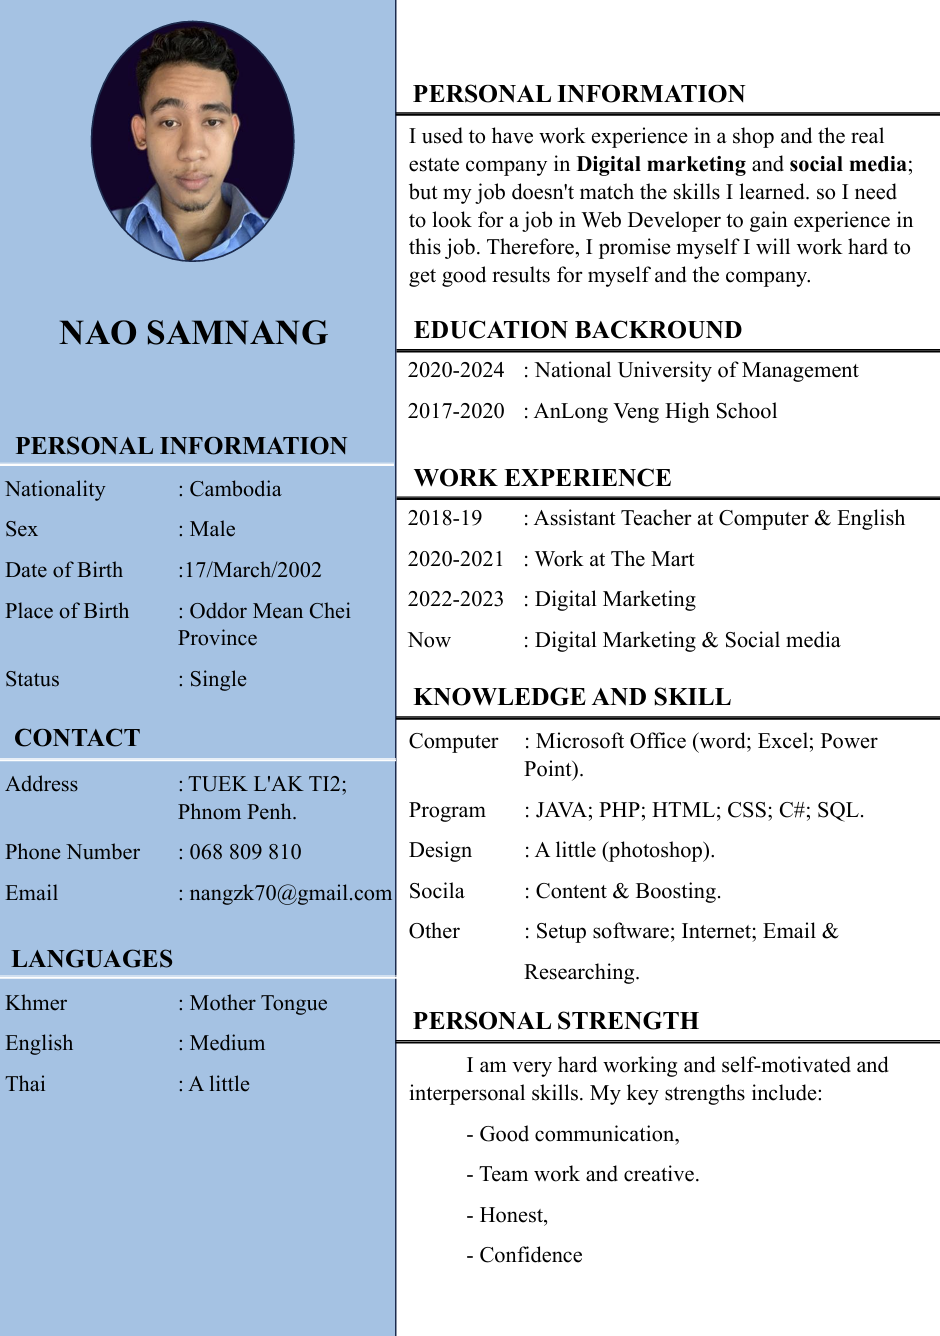 NAO SAMNANG
PERSONAL INFORMATION
Nationality : Cambodia
Sex : Male
Date of Birth :17/March/2002
Place of Birth : Oddor Mean Chei
Province
Status : Single
CONTACT
Address : TUEK L'AK TI2;
Phnom Penh.
Phone Number : 068 809 810
Email : nangzk70@gmail.com
LANGUAGES
Khmer : Mother Tongue
English : Medium
Thai : A little
PERSONAL INFORMATION
I used to have work experience in a shop and the real
estate company in Digital marketing and social media;
but my job doesn't match the skills I learned. so I need
to look for a job in Web Developer to gain experience in
this job. Therefore, I promise myself I will work hard to
get good results for myself and the company.
EDUCATION BACKROUND
2020-2024 : National University of Management
2017-2020 : AnLong Veng High School
WORK EXPERIENCE
2018-19 : Assistant Teacher at Computer & English
2020-2021 : Work at The Mart
2022-2023 : Digital Marketing
Now : Digital Marketing & Social media
KNOWLEDGE AND SKILL
Computer : Microsoft Office (word; Excel; Power
Point).
Program : JAVA; PHP; HTML; CSS; C#; SQL.
Design : A little (photoshop).
Socila : Content & Boosting.
Other : Setup software; Internet; Email &
Researching.
PERSONAL STRENGTH
I am very hard working and self-motivated and
interpersonal skills. My key strengths include:
- Good communication,
- Team work and creative.
- Honest,
- Confidence